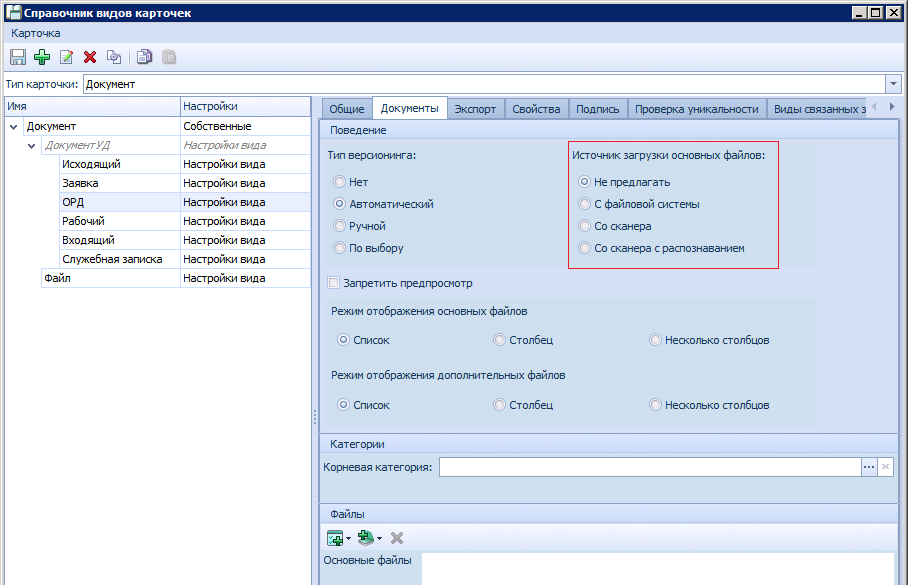 Справочник видов карточек
Карточка
Тип карточки: Документ
Имя Настройки
Документ Собственные
ДокументУД Настройки вида
Исходящий Настройки вида
Заявка Настройки вида
ОРД Настройки вида
Рабочий Настройки вида
Входящий Настройки вида
Служебная записка Настройки вида
Файл Настройки вида
Общие Документы Экспорт Свойства Подпись Проверка уникальности Виды связанных з
Поведение
Тип версионинга:
Нет
Автоматический
Ручной
По выбору
Источник загрузки основных файлов:
Не предлагать
С файловой системы
Со сканера
Со сканера с распознаванием
Запретить предпросмотр
Режим отображения основных файлов
Список Столбец Несколько столбцов
Режим отображения дополнительных файлов
Список Столбец Несколько столбцов
Категории
Корневая категория:
Файлы
Основные файлы